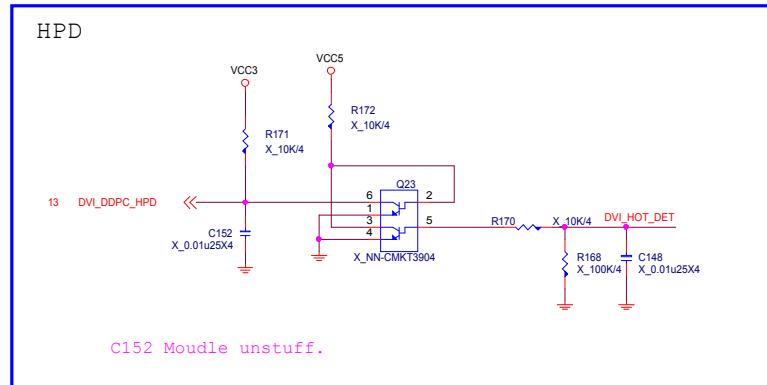 HPD
VCC3
VCC5
R171
X_10K/4
R172
X_10K/4
13 DVI_DDPC_HPD
C152
X_0.01u25X4
Q23
6
1
3
4
2
5
X_NN-CMKT3904
R170
X_10K/4
DVI_HOT_DET
R168
X_100K/4
C148
X_0.01u25X4
C152 Moudle unstuff.